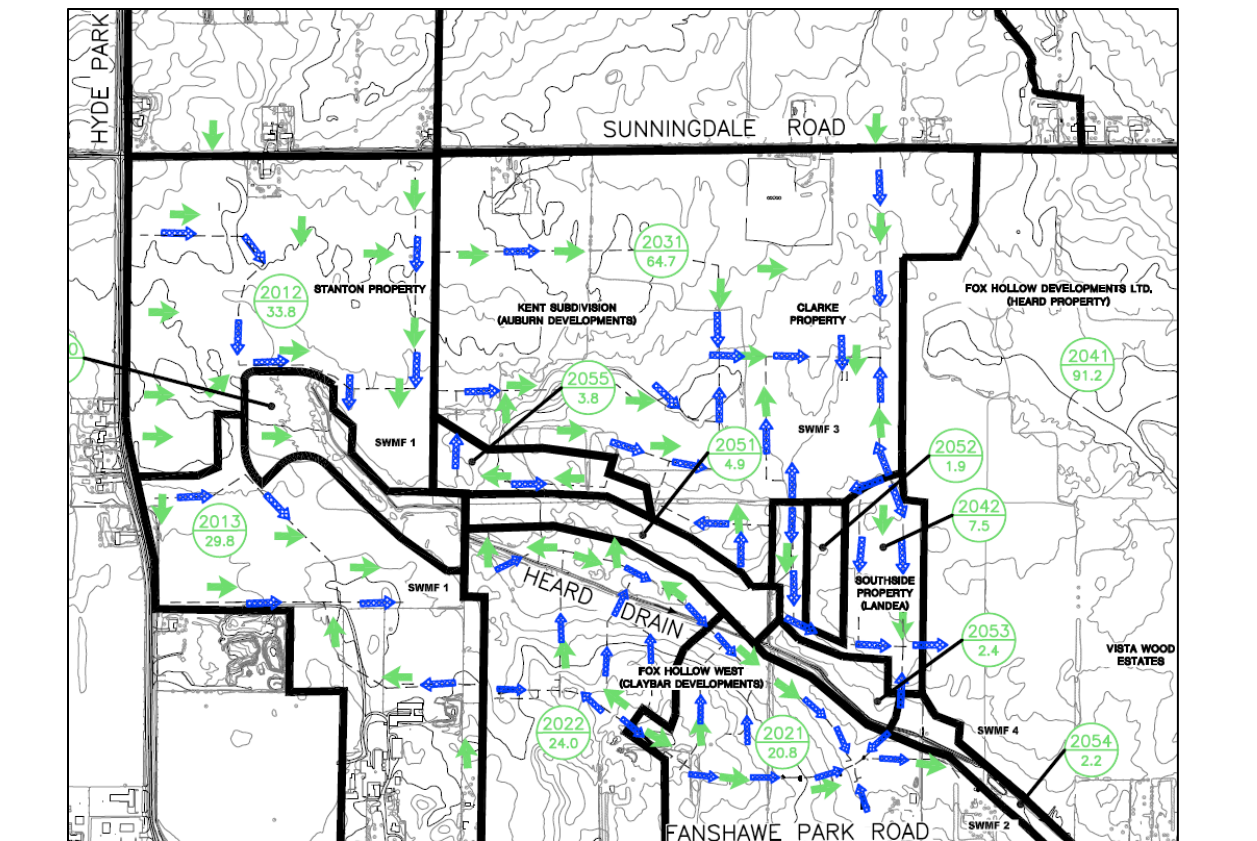 HYDE PARK
SUNNINGDALE ROAD
2031
64.7
2012
33.8
STANTON PROPERTY
KENT SUBDIVISION
(AUBURN DEVELOPMENTS)
CLARKE
PROPERTY
FOX HOLLOW DEVELOPMENTS LTD.
(HEARD PROPERTY)
2041
91.2
0
2055
3.8
SWMF 1
2051
4.9
SWMF 3
2052
1.9
2042
7.5
2013
29.8
SWMF 1
HEARD DRAIN
SOUTHSIDE
PROPERTY
(LANDEA)
2053
2.4
VISTA WOOD
ESTATES
FOX HOLLOW WEST
(CLAYBAR DEVELOPMENTS)
2022
24.0
2021
20.8
SWMF 4
2054
2.2
FANSHAWE PARK ROAD
SWMF 2